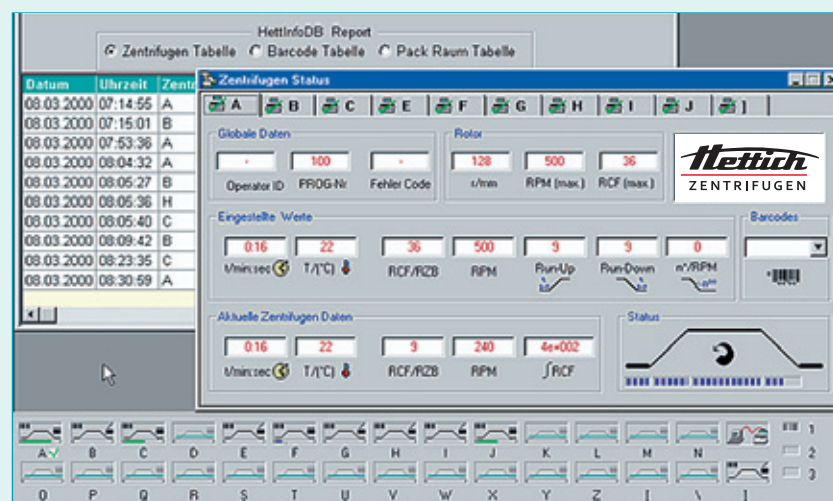 HettInfoDB Report
Zentrifugen Tabelle Barcode Tabelle Pack Raum Tabelle
Datum Uhrzeit Zentr
08.03.2000 07:14:55 A
08.03.2000 07:15:01 B
08.03.2000 07:53:36 A
08.03.2000 08:04:32 A
08.03.2000 08:05:27 B
08.03.2000 08:05:36 H
08.03.2000 08:05:40 C
08.03.2000 08:09:42 B
08.03.2000 08:23:35 C
08.03.2000 08:30:59 A
Zentrifugen Status
A B C E F G H I J ]
Globale Daten
- 100 -
Operator ID PROG-Nr Fehler Code
Rotor
128 500 36
r/mm RPM (max.) RCF (max.)
Hettich
ZENTRIFUGEN
Eingestellte Werte
0:16 22 36 500 9 9 0
t/min:sec T/(°C) RCF/RZB RPM Run-Up Run-Down n°/RPM
Barcodes
Aktuelle Zentrifugen Daten
0:16 22 9 240 4e+002
t/min:sec T/(°C) RCF/RZB RPM ∫RCF
Status
A B C D E F G H I J K L M N
1
2
3
O P Q R S T U V W X Y Z [ \